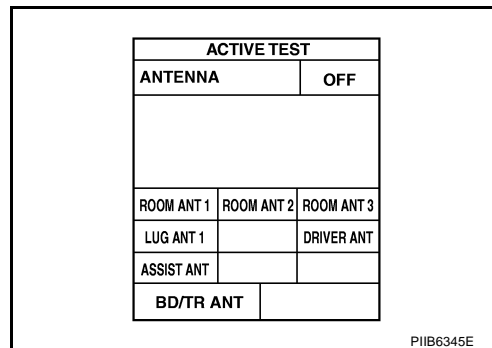 ACTIVE TEST
ANTENNA OFF
ROOM ANT 1 ROOM ANT 2 ROOM ANT 3
LUG ANT 1 DRIVER ANT
ASSIST ANT
BD/TR ANT
PIIB6345E